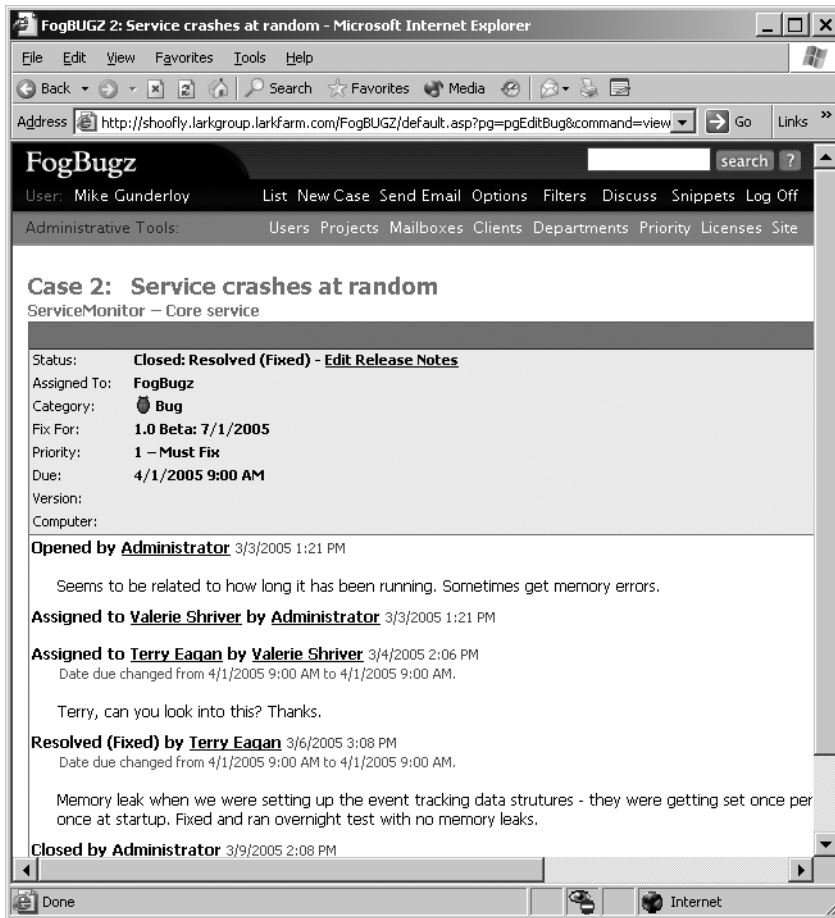 FogBUGZ 2: Service crashes at random - Microsoft Internet Explorer
File Edit View Favorites Tools Help
Back Search Favorites Media
Address http://shoofly.larkgroup.larkfarm.com/FogBUGZ/default.asp?pg=pgEditBug&command=view Go Links »
FogBugz search ?
User: Mike Gunderloy List New Case Send Email Options Filters Discuss Snippets Log Off
Administrative Tools: Users Projects Mailboxes Clients Departments Priority Licenses Site
Case 2: Service crashes at random
ServiceMonitor – Core service
Status: Closed: Resolved (Fixed) - Edit Release Notes
Assigned To: FogBugz
Category: Bug
Fix For: 1.0 Beta: 7/1/2005
Priority: 1 – Must Fix
Due: 4/1/2005 9:00 AM
Version:
Computer:
Opened by Administrator 3/3/2005 1:21 PM
Seems to be related to how long it has been running. Sometimes get memory errors.
Assigned to Valerie Shriver by Administrator 3/3/2005 1:21 PM
Assigned to Terry Eagan by Valerie Shriver 3/4/2005 2:06 PM
Date due changed from 4/1/2005 9:00 AM to 4/1/2005 9:00 AM.
Terry, can you look into this? Thanks.
Resolved (Fixed) by Terry Eagan 3/6/2005 3:08 PM
Date due changed from 4/1/2005 9:00 AM to 4/1/2005 9:00 AM.
Memory leak when we were setting up the event tracking data strutures - they were getting set once per
once at startup. Fixed and ran overnight test with no memory leaks.
Closed by Administrator 3/9/2005 2:08 PM
Done Internet